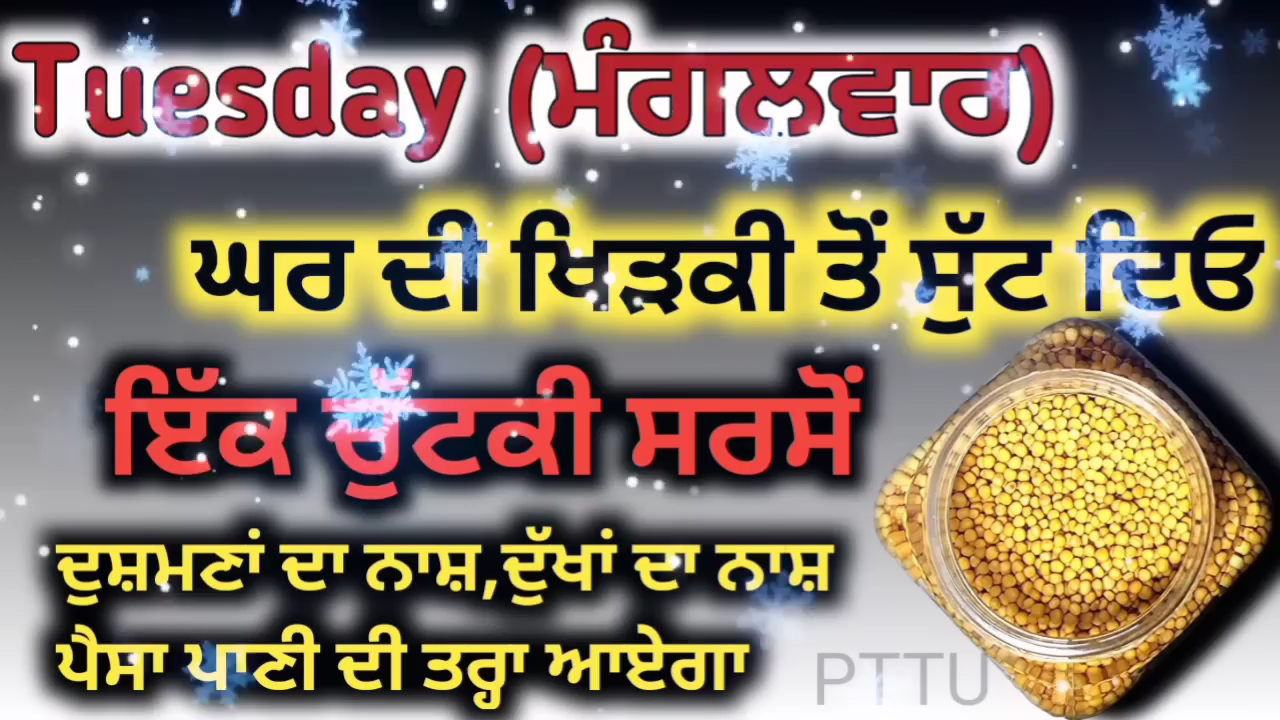 Tuesday (ਮੰਗਲਵਾਰ)
ਘਰ ਦੀ ਖਿੜਕੀ ਤੋਂ ਸੁੱਟ ਦਿਓ
ਇੱਕ ਚੁੱਟਕੀ ਸਰਸੋਂ
ਦੁਸ਼ਮਣਾਂ ਦਾ ਨਾਸ਼,ਦੁੱਖਾਂ ਦਾ ਨਾਸ਼
ਪੈਸਾ ਪਾਣੀ ਦੀ ਤਰ੍ਹਾ ਆਏਗਾ
PTTU